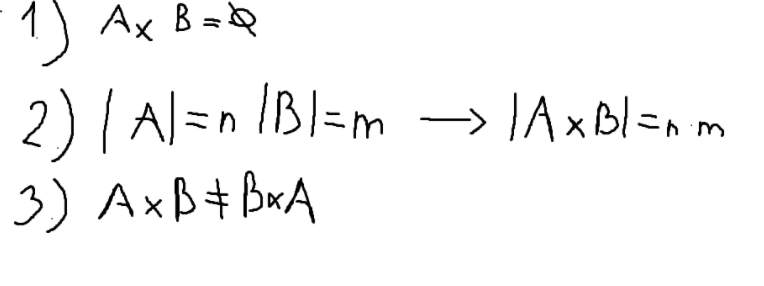 1) A x B = ∅
2) |A| = n |B| = m → |A x B| = n · m
3) A x B ≠ B x A